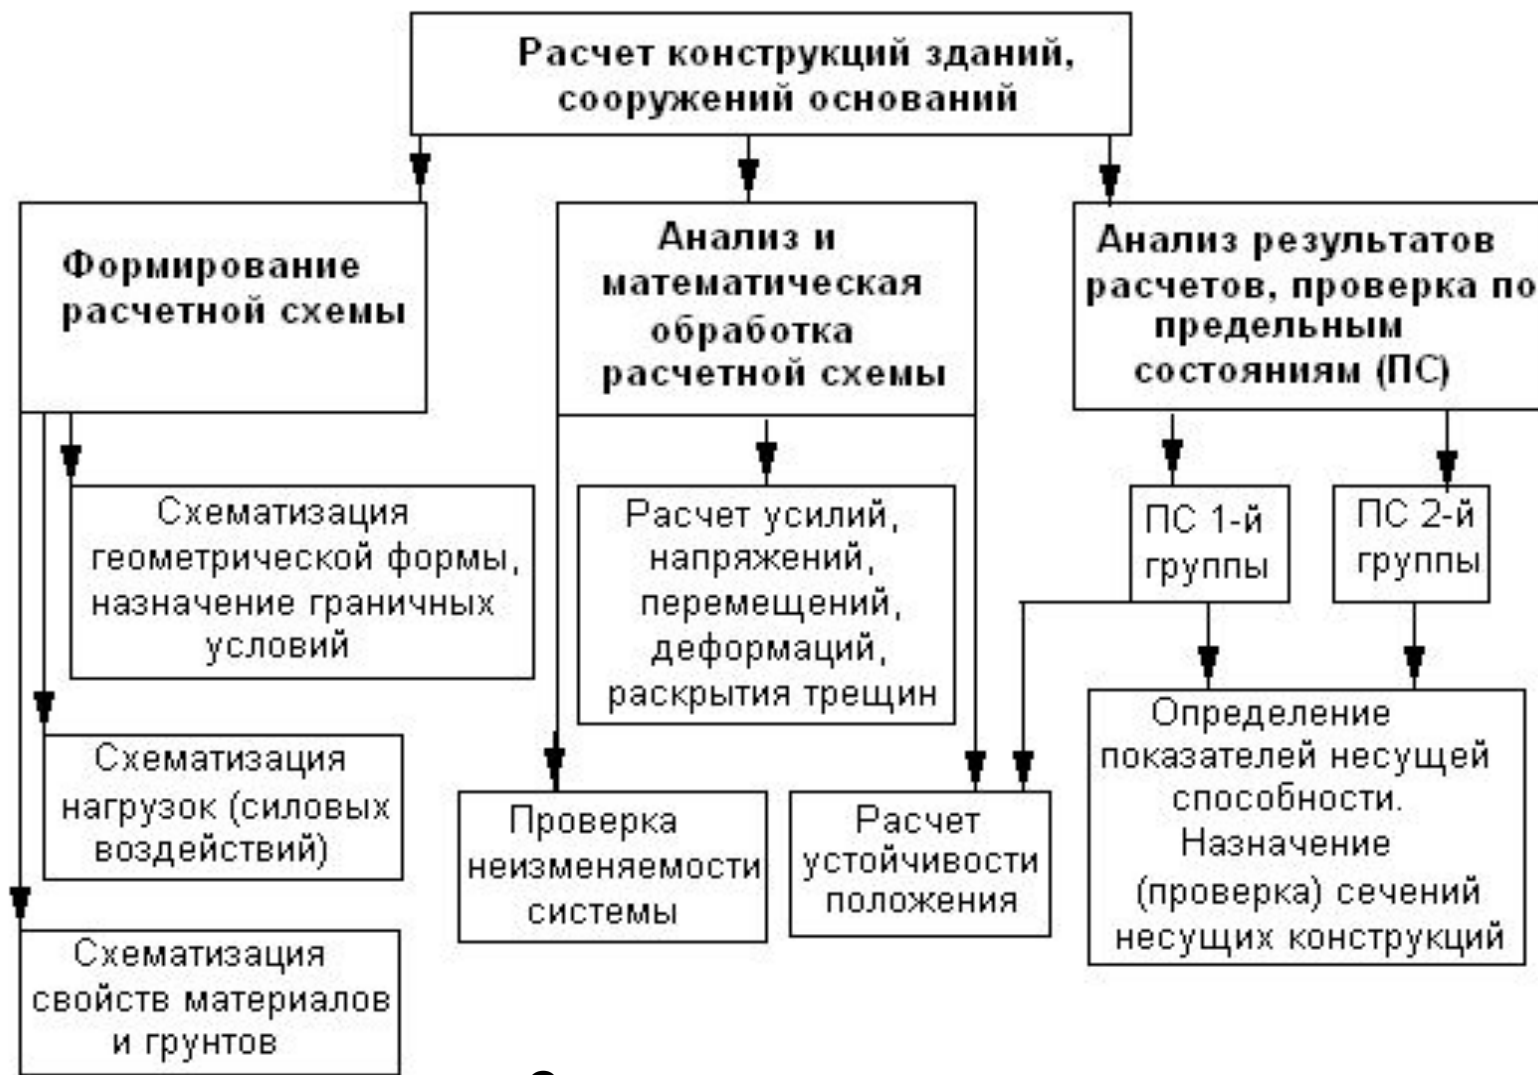 Расчет конструкций зданий,
сооружений оснований
Формирование
расчетной схемы
Анализ и
математическая
обработка
расчетной схемы
Анализ результатов
расчетов, проверка по
предельным
состояниям (ПС)
Схематизация
геометрической формы,
назначение граничных
условий
Расчет усилий,
напряжений,
перемещений,
деформаций,
раскрытия трещин
ПС 1-й
группы
ПС 2-й
группы
Схематизация
нагрузок (силовых
воздействий)
Проверка
неизменяемости
системы
Расчет
устойчивости
положения
Определение
показателей несущей
способности.
Назначение
(проверка) сечений
несущих конструкций
Схематизация
свойств материалов
и грунтов